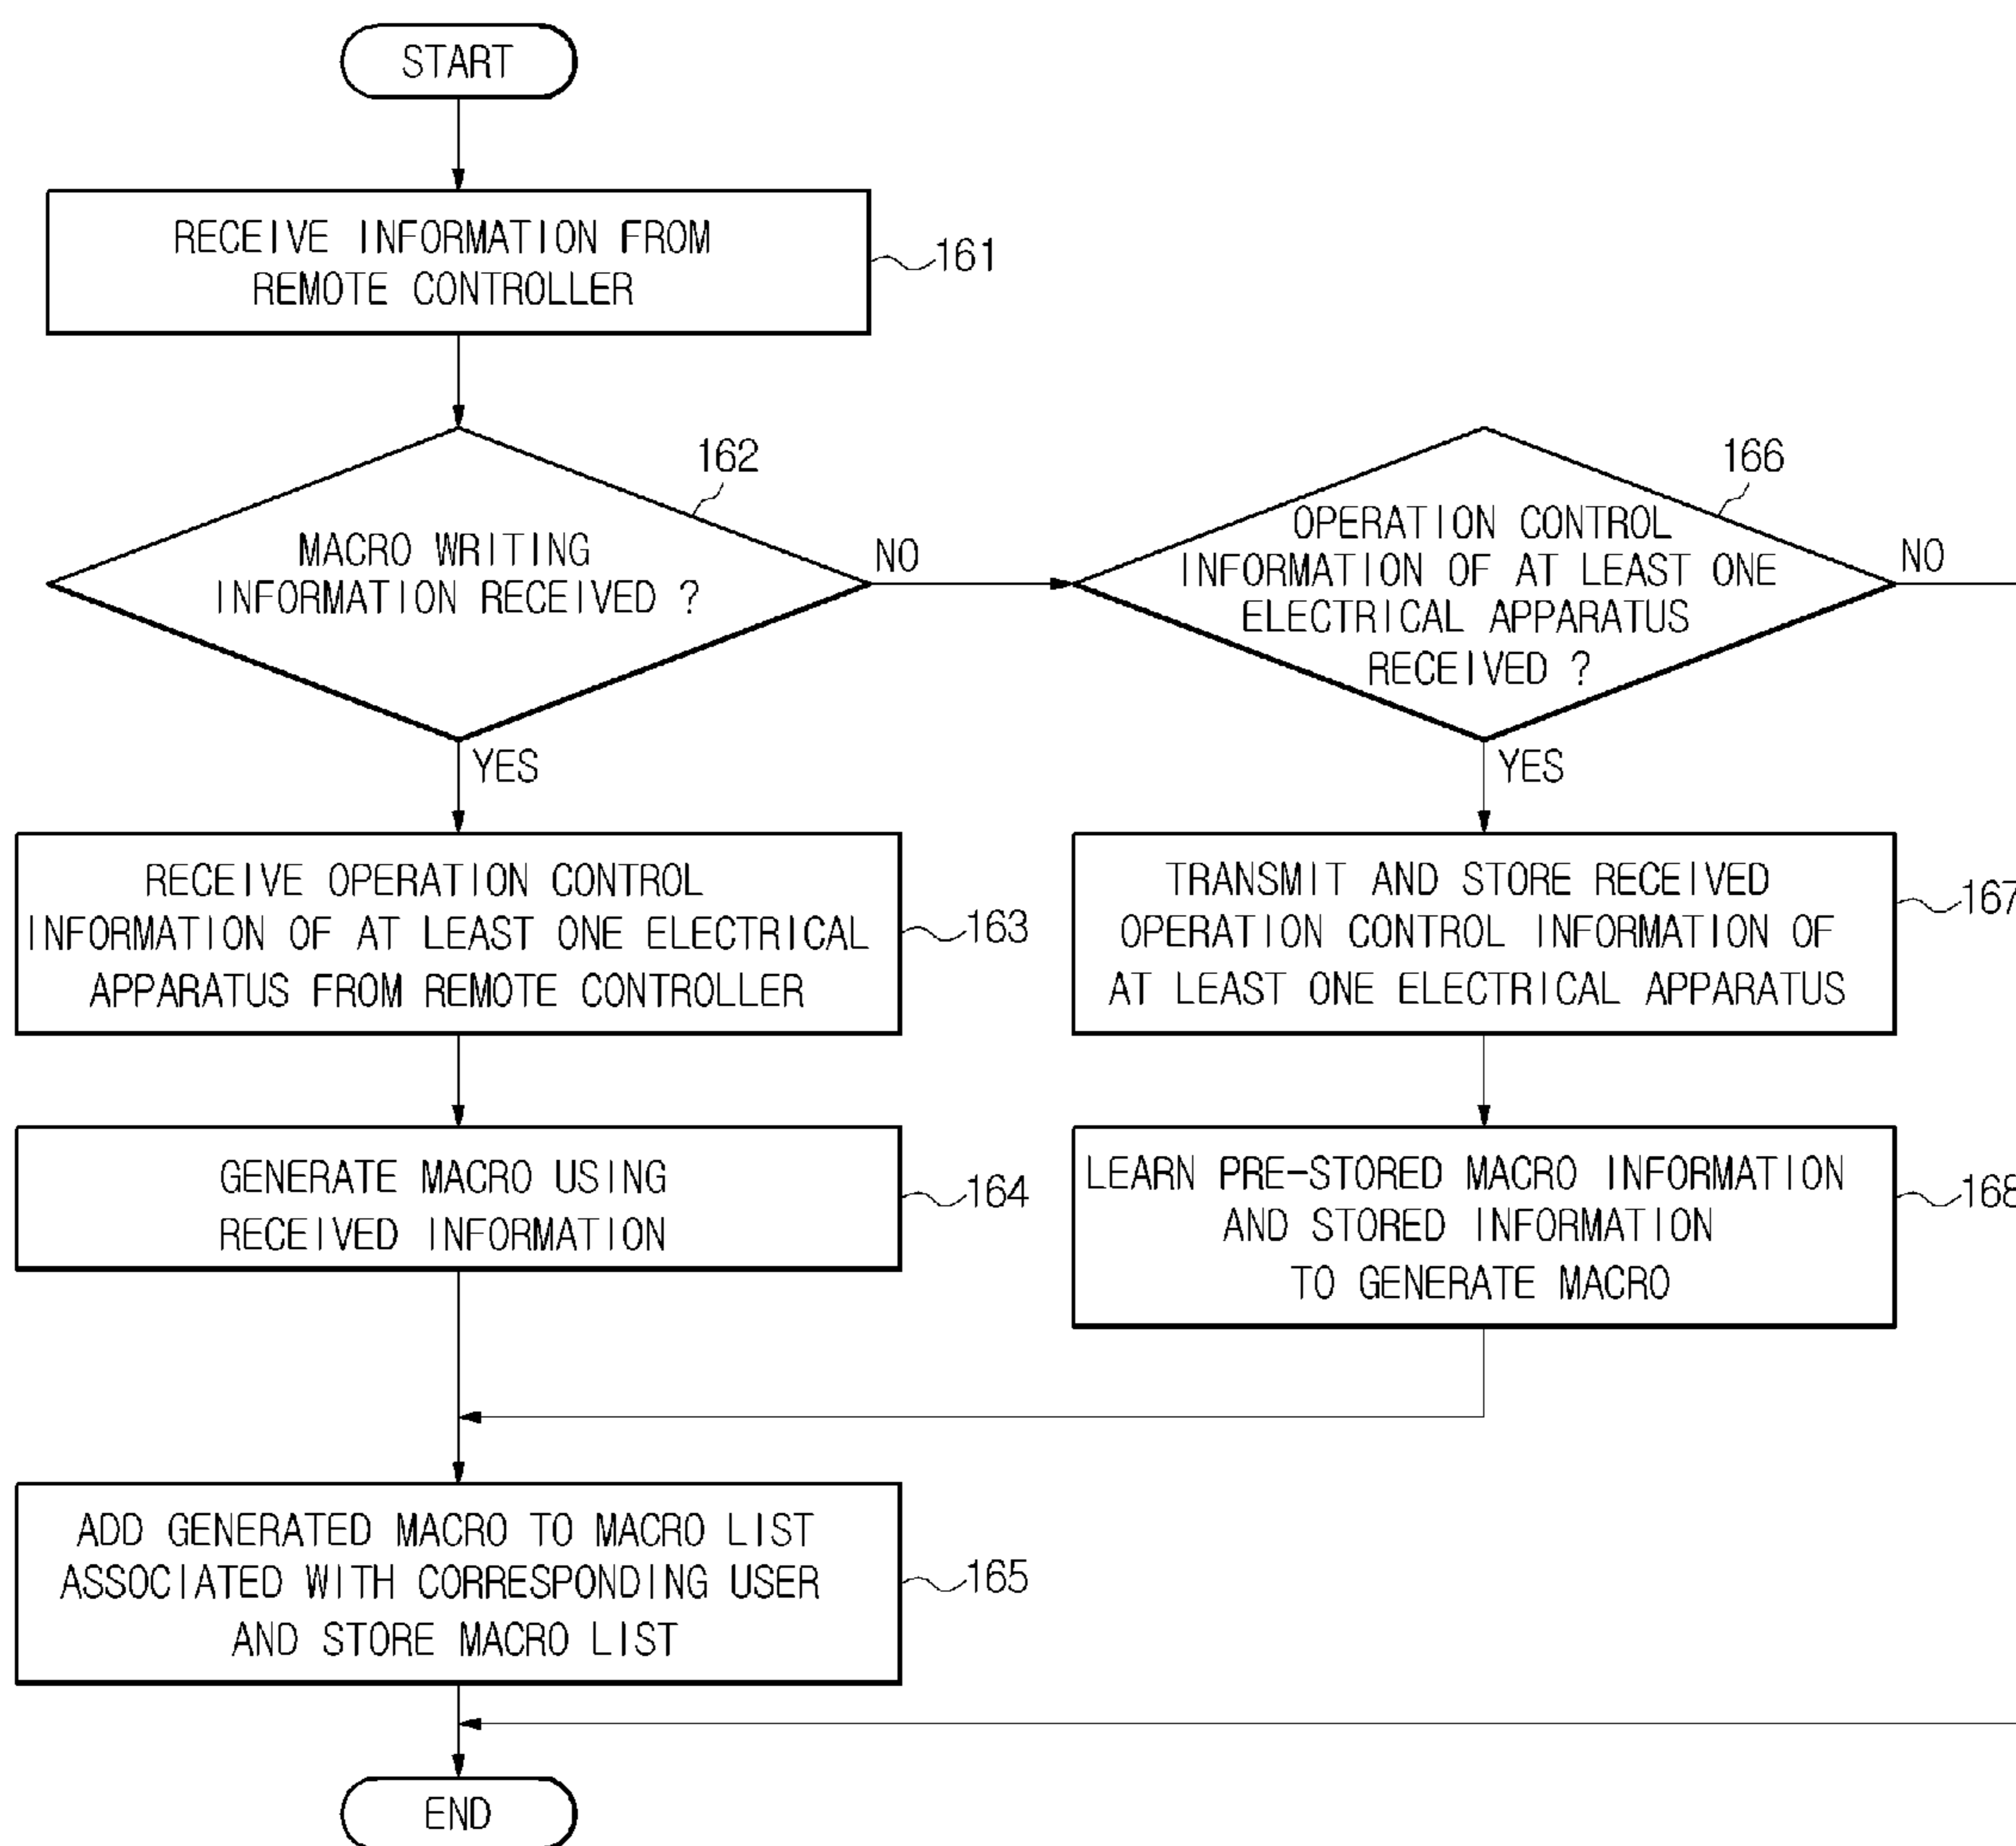 START
RECEIVE INFORMATION FROM
REMOTE CONTROLLER
161
162
MACRO WRITING
INFORMATION RECEIVED ?
NO
YES
166
OPERATION CONTROL
INFORMATION OF AT LEAST ONE
ELECTRICAL APPARATUS
RECEIVED ?
NO
YES
RECEIVE OPERATION CONTROL
INFORMATION OF AT LEAST ONE ELECTRICAL
APPARATUS FROM REMOTE CONTROLLER
163
TRANSMIT AND STORE RECEIVED
OPERATION CONTROL INFORMATION OF
AT LEAST ONE ELECTRICAL APPARATUS
167
GENERATE MACRO USING
RECEIVED INFORMATION
164
LEARN PRE-STORED MACRO INFORMATION
AND STORED INFORMATION
TO GENERATE MACRO
168
ADD GENERATED MACRO TO MACRO LIST
ASSOCIATED WITH CORRESPONDING USER
AND STORE MACRO LIST
165
END